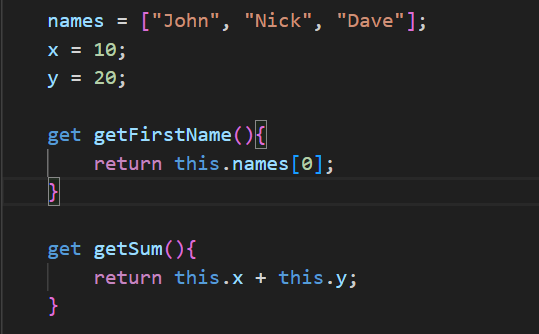 names = ["John", "Nick", "Dave"];
x = 10;
y = 20;
get getFirstName(){
return this.names[0];
}
get getSum(){
return this.x + this.y;
}